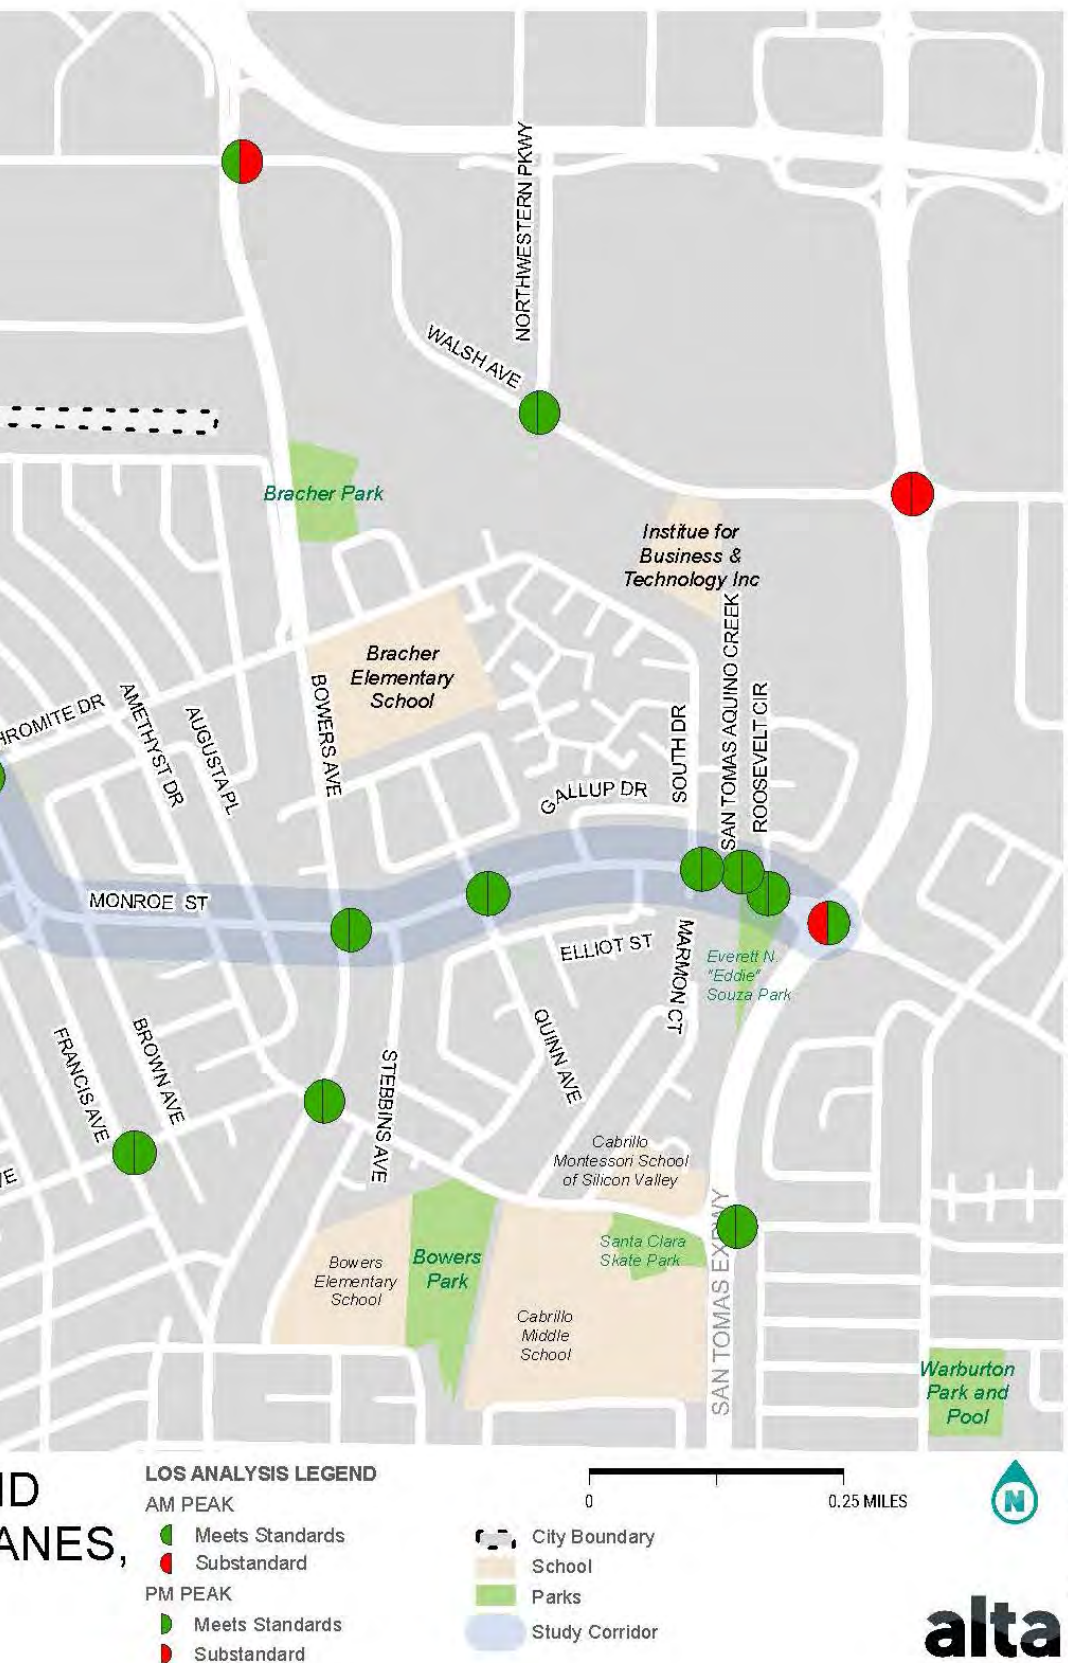 NORTHWESTERN PKWY
WALSH AVE
Bracher Park
Institue for
Business &
Technology Inc
SAN TOMAS AQUINO CREEK
ROOSEVELT CIR
SOUTH DR
Bracher
Elementary
School
BOWERS AVE
HROMITE DR
AMETHYST DR
AUGUSTA PL
GALLUP DR
MONROE ST
ELLIOT ST
MARMON CT
Everett N.
"Eddie"
Souza Park
QUINN AVE
FRANCIS AVE
BROWN AVE
STEBBINS AVE
VE
Cabrillo
Montessori School
of Silicon Valley
SAN TOMAS EXPWY
Santa Clara
Skate Park
Bowers
Elementary
School
Bowers
Park
Cabrillo
Middle
School
Warburton
Park and
Pool
ID
ANES,
LOS ANALYSIS LEGEND
AM PEAK
Meets Standards
Substandard
PM PEAK
Meets Standards
Substandard
0 0.25 MILES
City Boundary
School
Parks
Study Corridor
N
alta